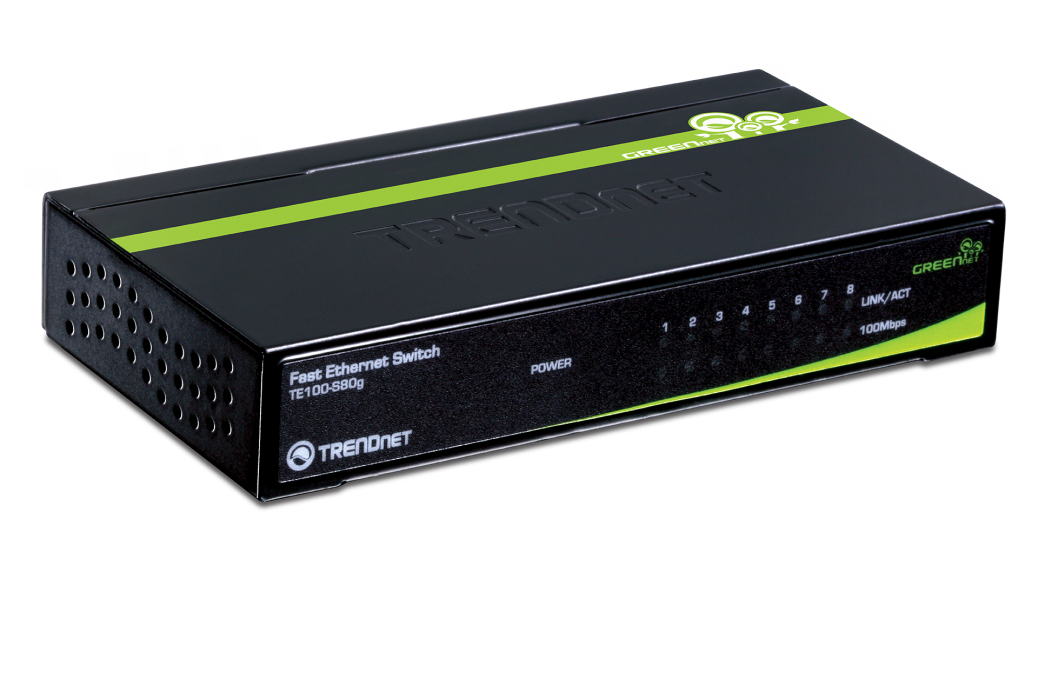 GREENnet
TRENDNET
GREENnet
1 2 3 4 5 6 7 8 LINK/ACT
100Mbps
POWER
Fast Ethernet Switch
TE100-S80g
TRENDNET